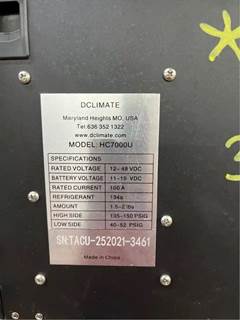 DCLIMATE
Maryland Heights MO, USA
Tel:636 352 1322
www.dclimate.com
MODEL: HC7000U
SPECIFICATIONS
RATED VOLTAGE 12~48 VDC
BATTERY VOLTAGE 11-15 VDC
RATED CURRENT 100 A
REFRIGERANT 134a
AMOUNT 1.5-2 lbs
HIGH SIDE 135-150 PSIG
LOW SIDE 40-52 PSIG
SN:TACU-252021-3461
Made in China